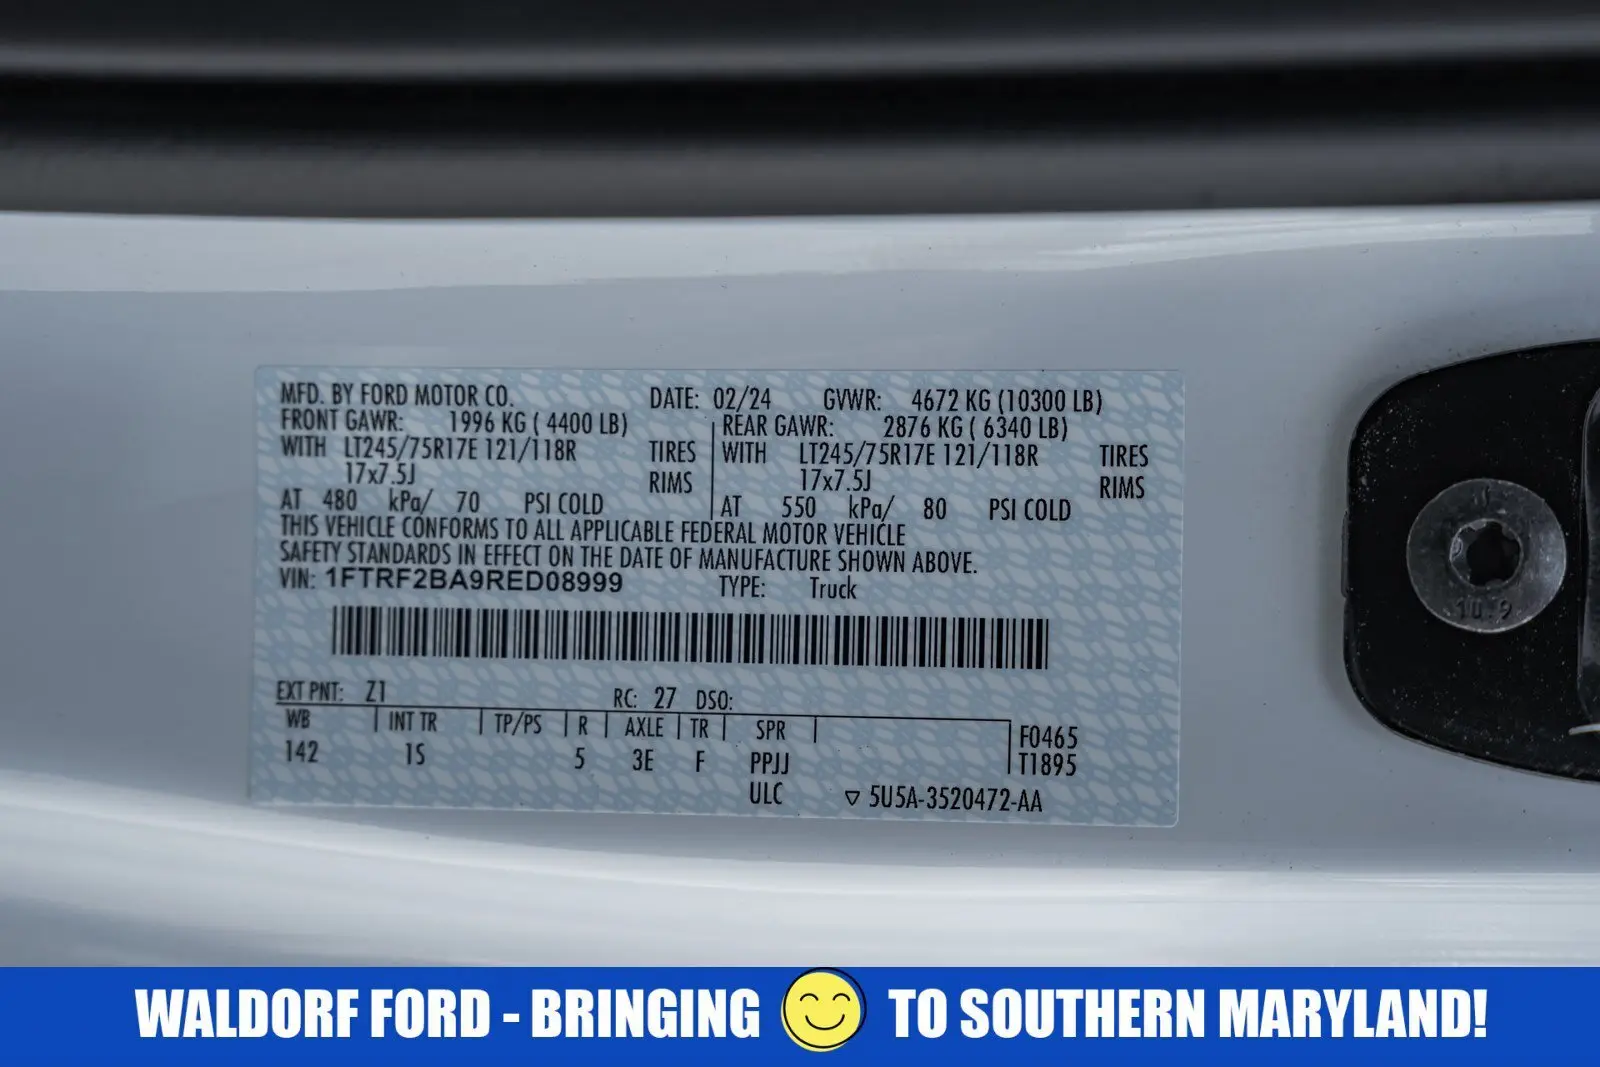 MFD. BY FORD MOTOR CO. DATE: 02/24 GVWR: 4672 KG (10300 LB)
FRONT GAWR: 1996 KG ( 4400 LB) REAR GAWR: 2876 KG ( 6340 LB)
WITH LT245/75R17E 121/118R TIRES WITH LT245/75R17E 121/118R TIRES
17x7.5J RIMS 17x7.5J RIMS
AT 480 kPa/ 70 PSI COLD AT 550 kPa/ 80 PSI COLD
THIS VEHICLE CONFORMS TO ALL APPLICABLE FEDERAL MOTOR VEHICLE
SAFETY STANDARDS IN EFFECT ON THE DATE OF MANUFACTURE SHOWN ABOVE.
VIN: 1FTRF2BA9RED08999 TYPE: Truck
EXT PNT: Z1 RC: 27 DSO:
WB INT TR TP/PS R AXLE TR SPR F0465
142 1S 5 3E F PPJJ T1895
ULC ▽ 5U5A-3520472-AA
10.9
WALDORF FORD - BRINGING TO SOUTHERN MARYLAND!